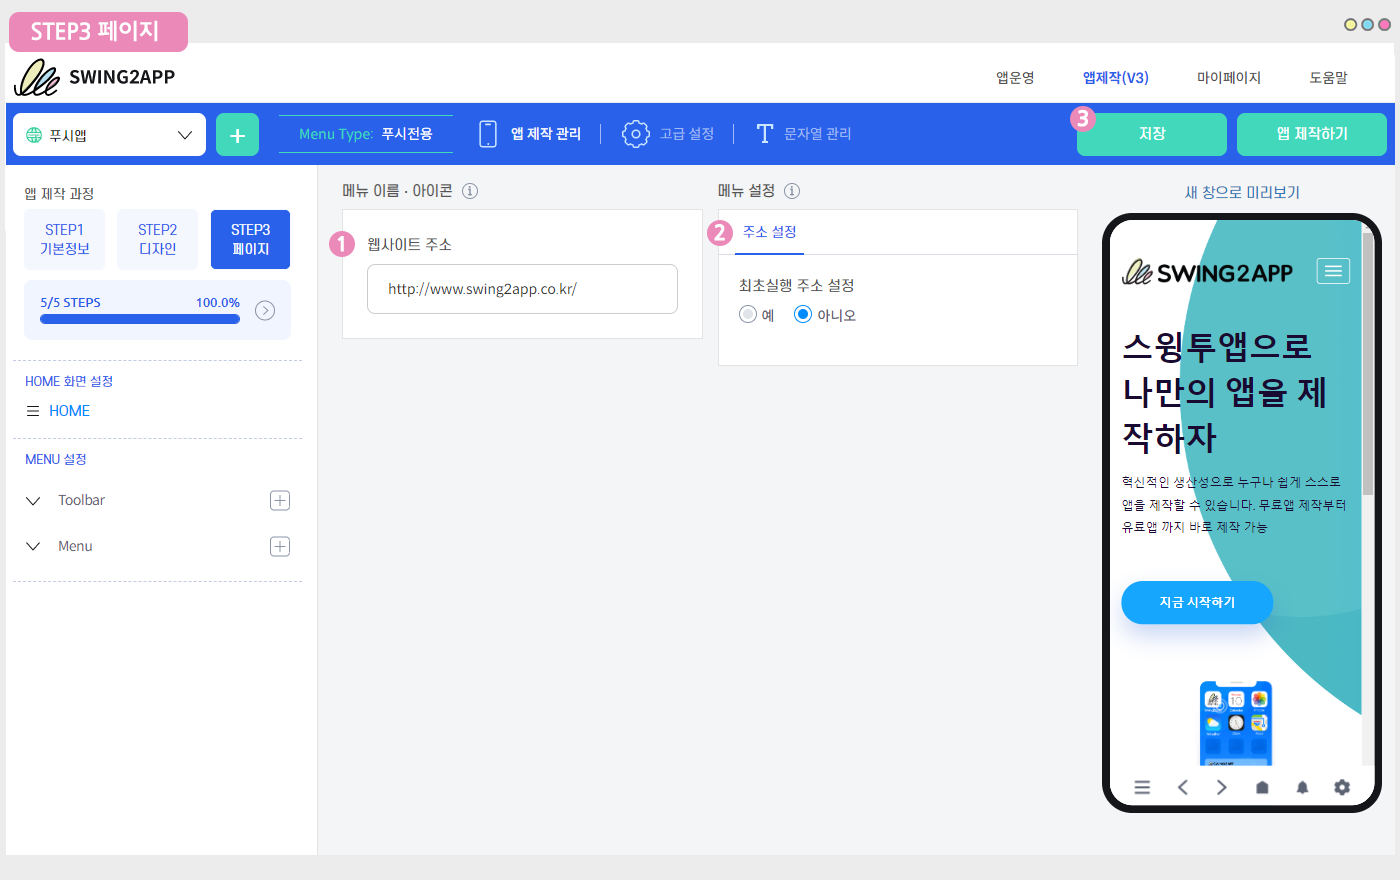 STEP3 페이지
SWING2APP
앱운영
앱제작(V3)
마이페이지
도움말
푸시앱
+
Menu Type: 푸시전용
앱 제작 관리
고급 설정
문자열 관리
3
저장
앱 제작하기
앱 제작 과정
STEP1
기본정보
STEP2
디자인
STEP3
페이지
5/5 STEPS
100.0%
HOME 화면 설정
HOME
MENU 설정
Toolbar
Menu
메뉴 이름 · 아이콘
1
웹사이트 주소
http://www.swing2app.co.kr/
메뉴 설정
2
주소 설정
최초실행 주소 설정
예
아니오
새 창으로 미리보기
SWING2APP
스윙투앱으로
나만의 앱을 제
작하자
혁신적인 생산성으로 누구나 쉽게 스스로
앱을 제작할 수 있습니다. 무료앱 제작부터
유료앱 까지 바로 제작 가능
지금 시작하기